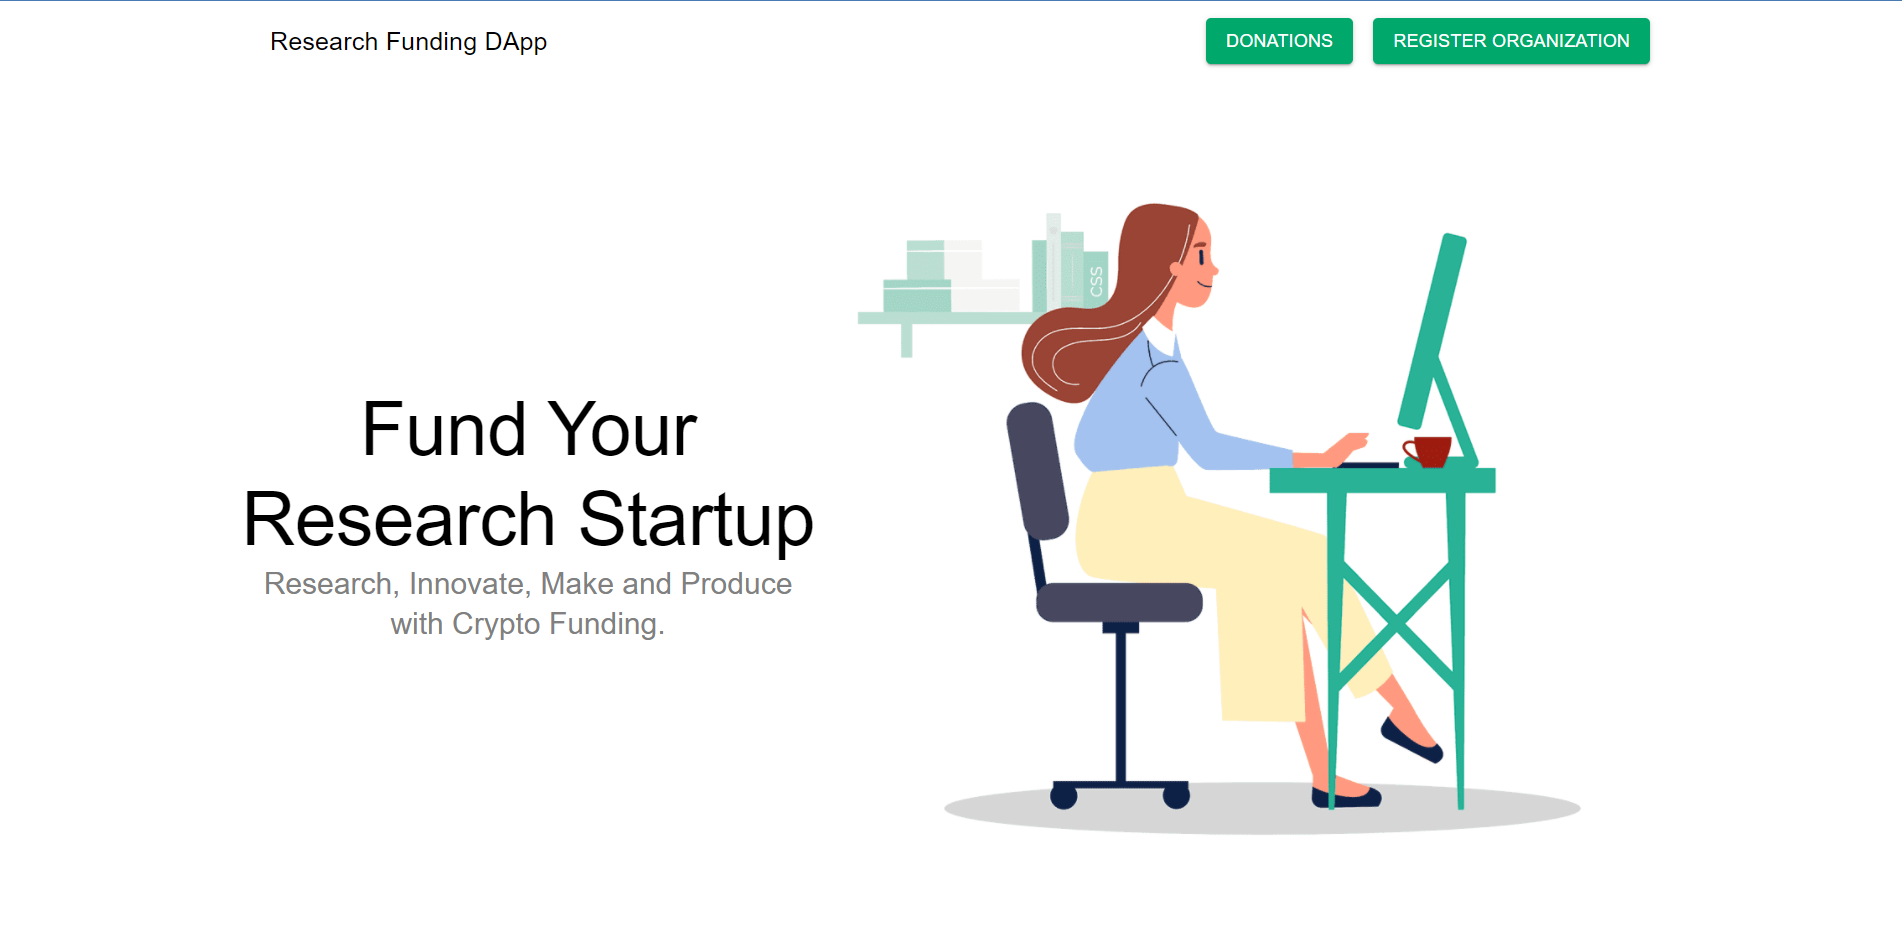 Research Funding DApp
DONATIONS
REGISTER ORGANIZATION
CSS
Fund Your
Research Startup
Research, Innovate, Make and Produce
with Crypto Funding.